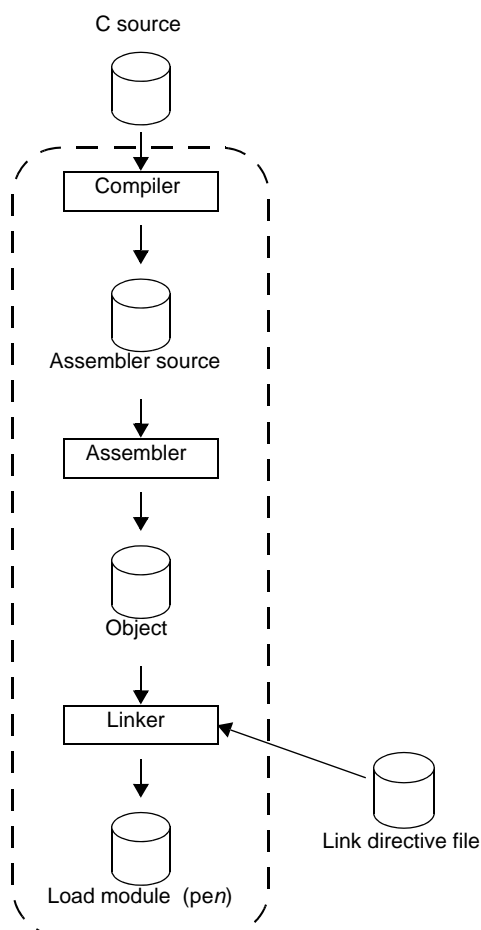 C source
Compiler
Assembler source
Assembler
Object
Linker
Link directive file
Load module (pen)